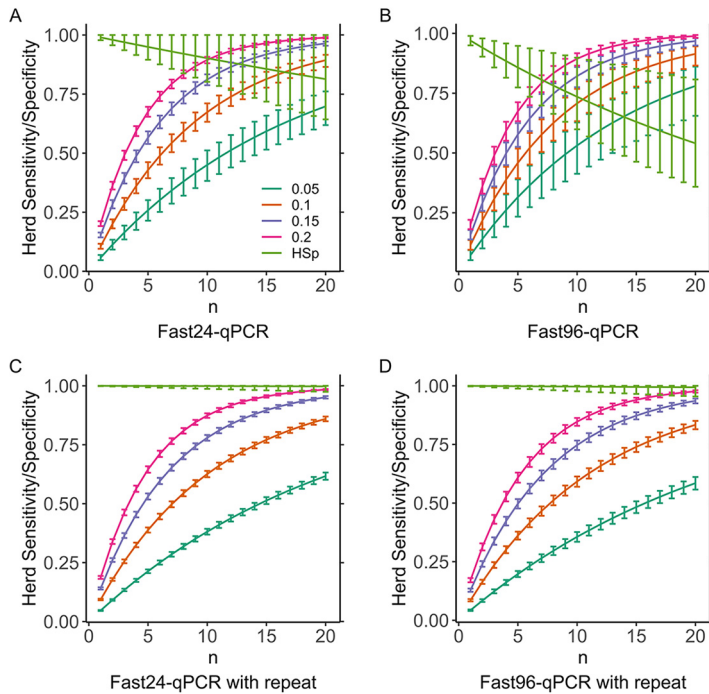 A
Herd Sensitivity/Specificity
1.00
0.75
0.50
0.25
0.00
0.05
0.1
0.15
0.2
HSp
0 5 10 15 20
n
Fast24-qPCR
B
Herd Sensitivity/Specificity
1.00
0.75
0.50
0.25
0 5 10 15 20
n
Fast96-qPCR
C
Herd Sensitivity/Specificity
1.00
0.75
0.50
0.25
0.00
0 5 10 15 20
n
Fast24-qPCR with repeat
D
Herd Sensitivity/Specificity
1.00
0.75
0.50
0.25
0.00
0 5 10 15 20
n
Fast96-qPCR with repeat